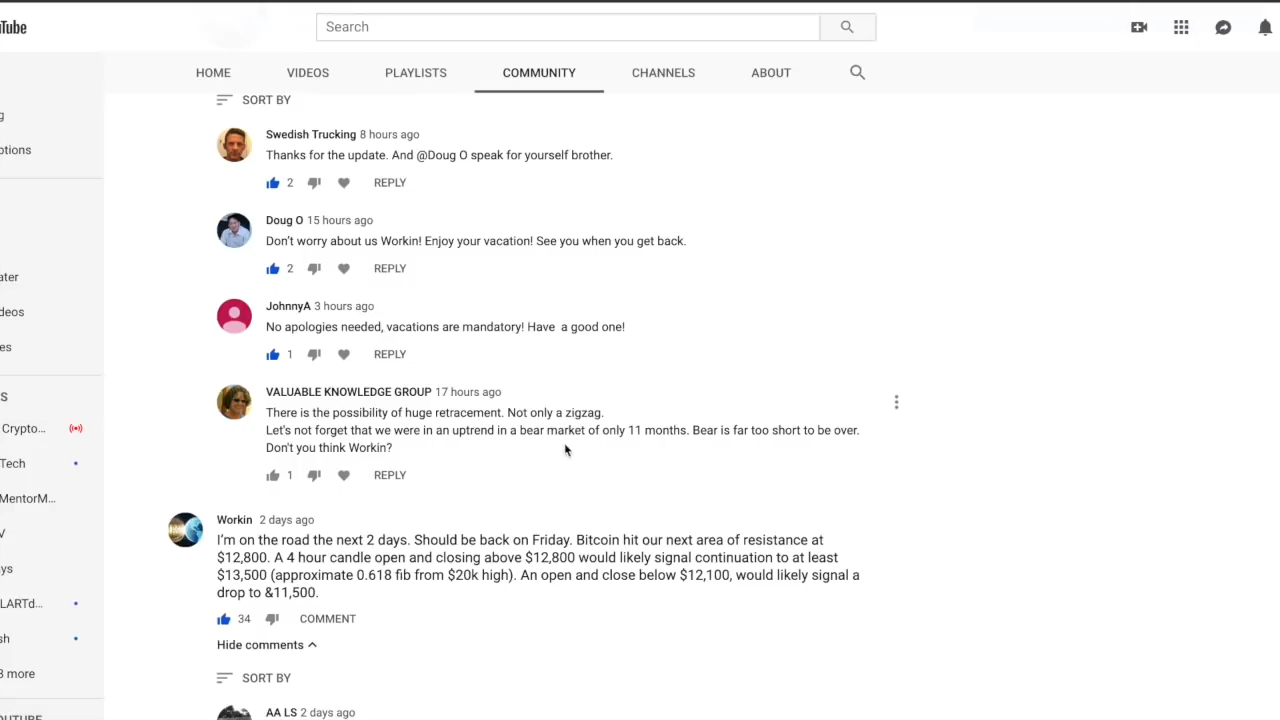 Tube
Search
HOME
VIDEOS
PLAYLISTS
COMMUNITY
CHANNELS
ABOUT
SORT BY
Swedish Trucking 8 hours ago
Thanks for the update. And @Doug O speak for yourself brother.
2
REPLY
Doug O 15 hours ago
Don't worry about us Workin! Enjoy your vacation! See you when you get back.
2
REPLY
JohnnyA 3 hours ago
No apologies needed, vacations are mandatory! Have  a good one!
1
REPLY
VALUABLE KNOWLEDGE GROUP 17 hours ago
There is the possibility of huge retracement. Not only a zigzag.
Let's not forget that we were in an uptrend in a bear market of only 11 months. Bear is far too short to be over.
Don't you think Workin?
1
REPLY
Workin 2 days ago
I'm on the road the next 2 days. Should be back on Friday. Bitcoin hit our next area of resistance at
$12,800. A 4 hour candle open and closing above $12,800 would likely signal continuation to at least
$13,500 (approximate 0.618 fib from $20k high). An open and close below $12,100, would likely signal a
drop to &11,500.
34
COMMENT
Hide comments
SORT BY
AA LS 2 days ago
g
otions
ater
deos
es
S
Crypto...
Tech
MentorM...
V
ys
LARTd...
sh
3 more
OUTUBE